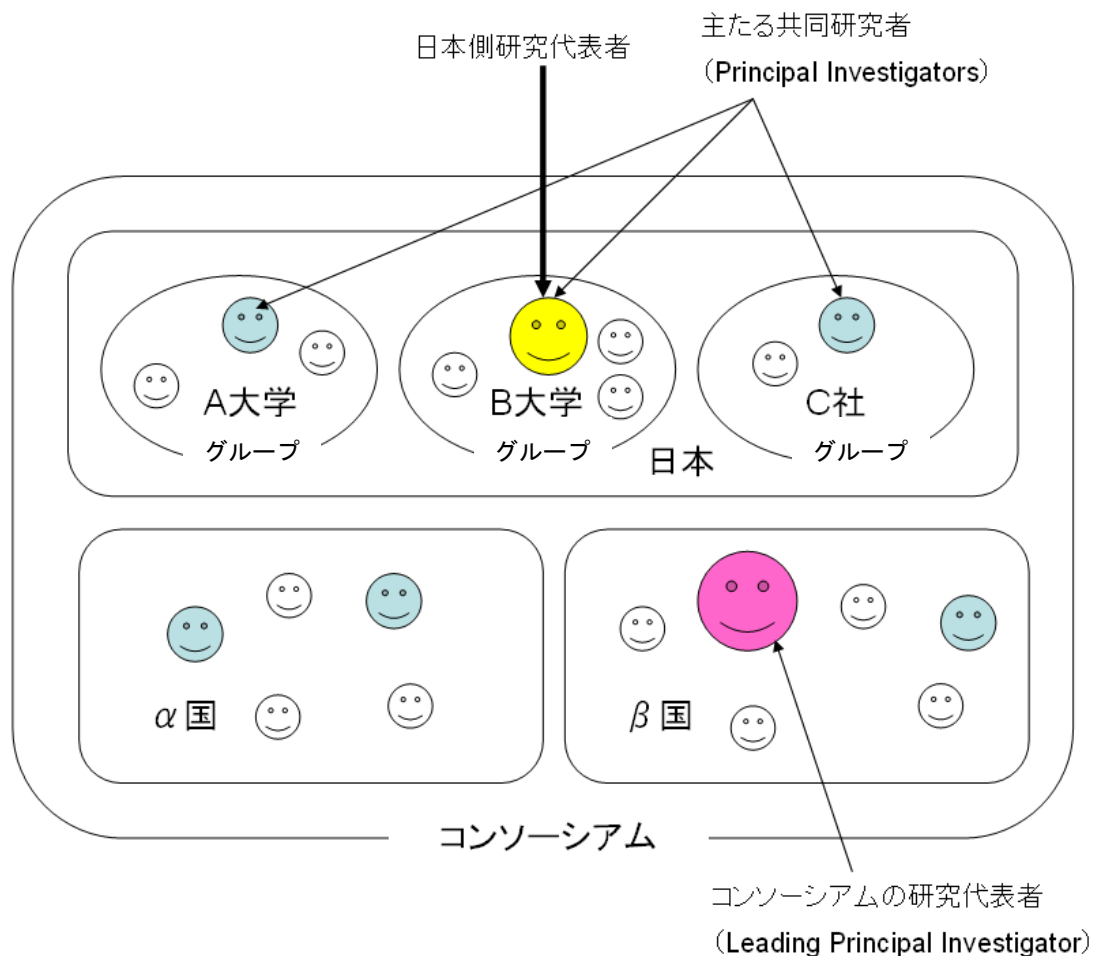 日本側研究代表者
主たる共同研究者
（Principal Investigators）
A大学
グループ
B大学
グループ
C社
グループ
日本
α国
β国
コンソーシアム
コンソーシアムの研究代表者
（Leading Principal Investigator）